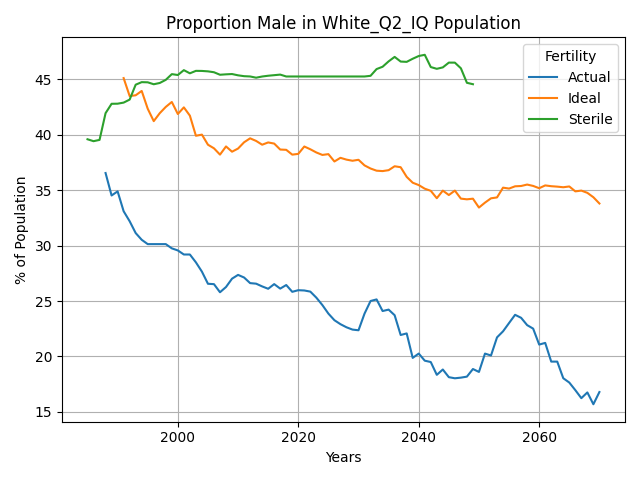 Proportion Male in White_Q2_IQ Population
Fertility
Actual
Ideal
Sterile
% of Population
45
40
35
30
25
20
15
2000
2020
2040
2060
Years